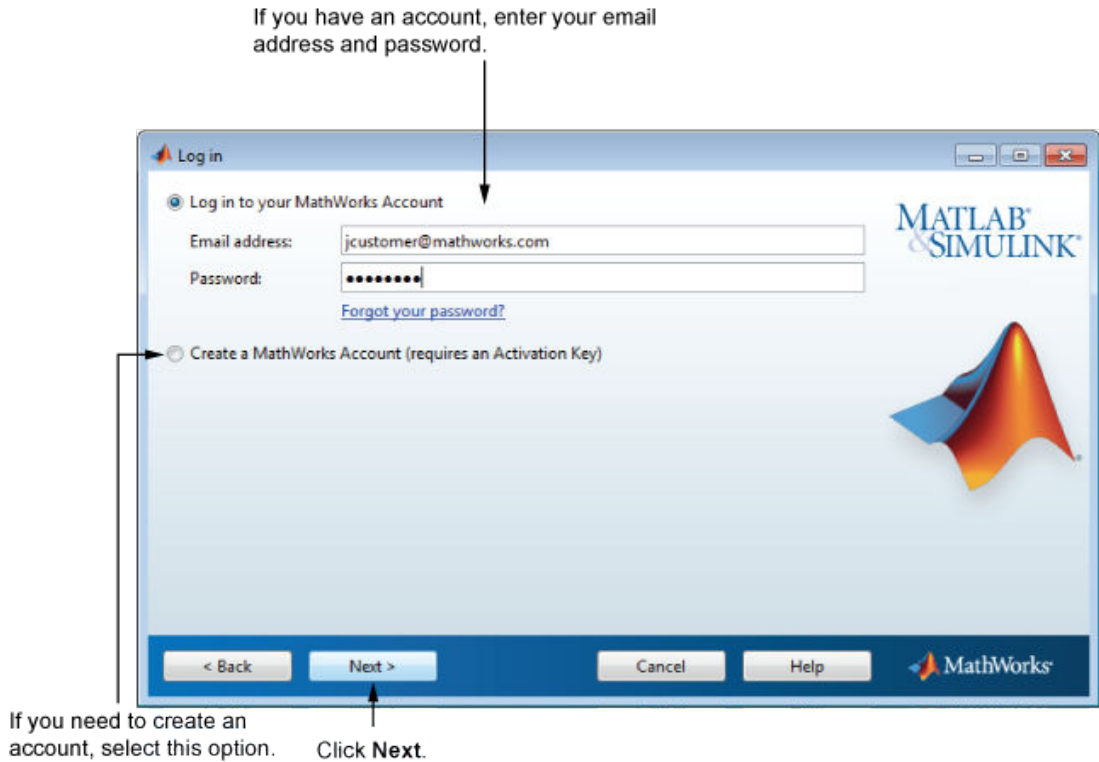 If you have an account, enter your email
address and password.
Log in
Log in to your MathWorks Account
MATLAB®
&SIMULINK®
Email address:
jcustomer@mathworks.com
Password:
••••••••
Forgot your password?
Create a MathWorks Account (requires an Activation Key)
< Back
Next >
Cancel
Help
MathWorks®
If you need to create an
account, select this option.
Click Next.